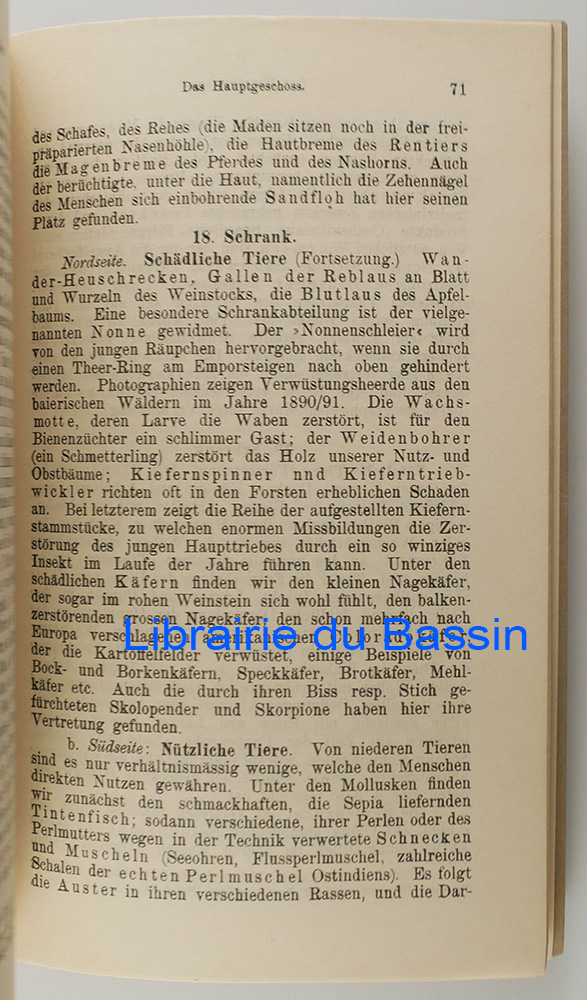 Das Hauptgeschoss. 71
des Schafes, des Rehes (die Maden sitzen noch in der frei-
präparierten Nasenhöhle), die Hautbreme des Rentiers
die Magenbreme des Pferdes und des Nashorns. Auch
der berüchtigte, unter die Haut, namentlich die Zehennägel
des Menschen sich einbohrende Sandfloh hat hier seinen
Platz gefunden.
18. Schrank.
Nordseite. Schädliche Tiere (Fortsetzung.) Wan-
der-Heuschrecken, Gallen der Reblaus an Blatt
und Wurzeln des Weinstocks, die Blutlaus des Apfel-
baums. Eine besondere Schrankabteilung ist der vielge-
nannten Nonne gewidmet. Der »Nonnenschleier« wird
von den jungen Räupchen hervorgebracht, wenn sie durch
einen Theer-Ring am Emporsteigen nach oben gehindert
werden. Photographien zeigen Verwüstungsheerde aus den
baierischen Wäldern im Jahre 1890/91. Die Wachs-
motte, deren Larve die Waben zerstört, ist für den
Bienenzüchter ein schlimmer Gast; der Weidenbohrer
(ein Schmetterling) zerstört das Holz unserer Nutz- und
Obstbäume; Kiefernspinner nnd Kieferntrieb-
wickler richten oft in den Forsten erheblichen Schaden
an. Bei letzterem zeigt die Reihe der aufgestellten Kiefern-
stammstücke, zu welchen enormen Missbildungen die Zer-
störung des jungen Haupttriebes durch ein so winziges
Insekt im Laufe der Jahre führen kann. Unter den
schädlichen Käfern finden wir den kleinen Nagekäfer,
der sogar im rohen Weinstein sich wohl fühlt, den balken-
zerstörenden grossen Nagekäfer, den schon mehrfach nach
Europa verschlagenen amerikanischen Coloradokäfer,
Librairie du Bassin
der die Kartoffelfelder verwüstet, einige Beispiele von
Bock- und Borkenkäfern, Speckkäfer, Brotkäfer, Mehl-
käfer etc. Auch die durch ihren Biss resp. Stich ge-
fürchteten Skolopender und Skorpione haben hier ihre
Vertretung gefunden.
b. Südseite: Nützliche Tiere. Von niederen Tieren
sind es nur verhältnismässig wenige, welche den Menschen
direkten Nutzen gewähren. Unter den Mollusken finden
wir zunächst den schmackhaften, die Sepia liefernden
Tintenfisch; sodann verschiedene, ihrer Perlen oder des
Perlmutters wegen in der Technik verwertete Schnecken
und Muscheln (Seeohren, Flussperlmuschel, zahlreiche
Schalen der echten Perlmuschel Ostindiens). Es folgt
die Auster in ihren verschiedenen Rassen, und die Dar-